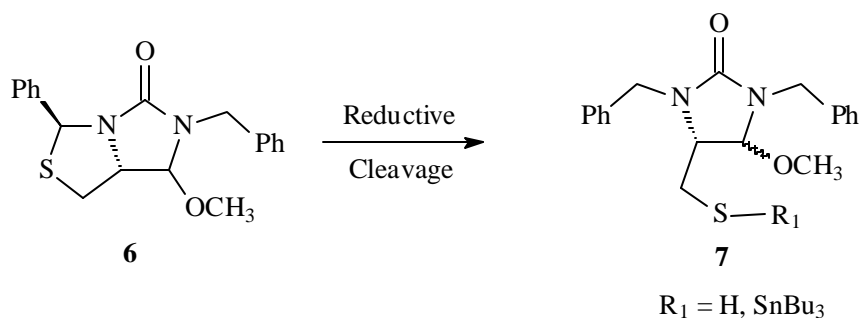 O
Ph
N
N
Ph
S
OCH3
6
Reductive
Cleavage
O
N
N
Ph
Ph
OCH3
S
R1
7
R1 = H, SnBu3